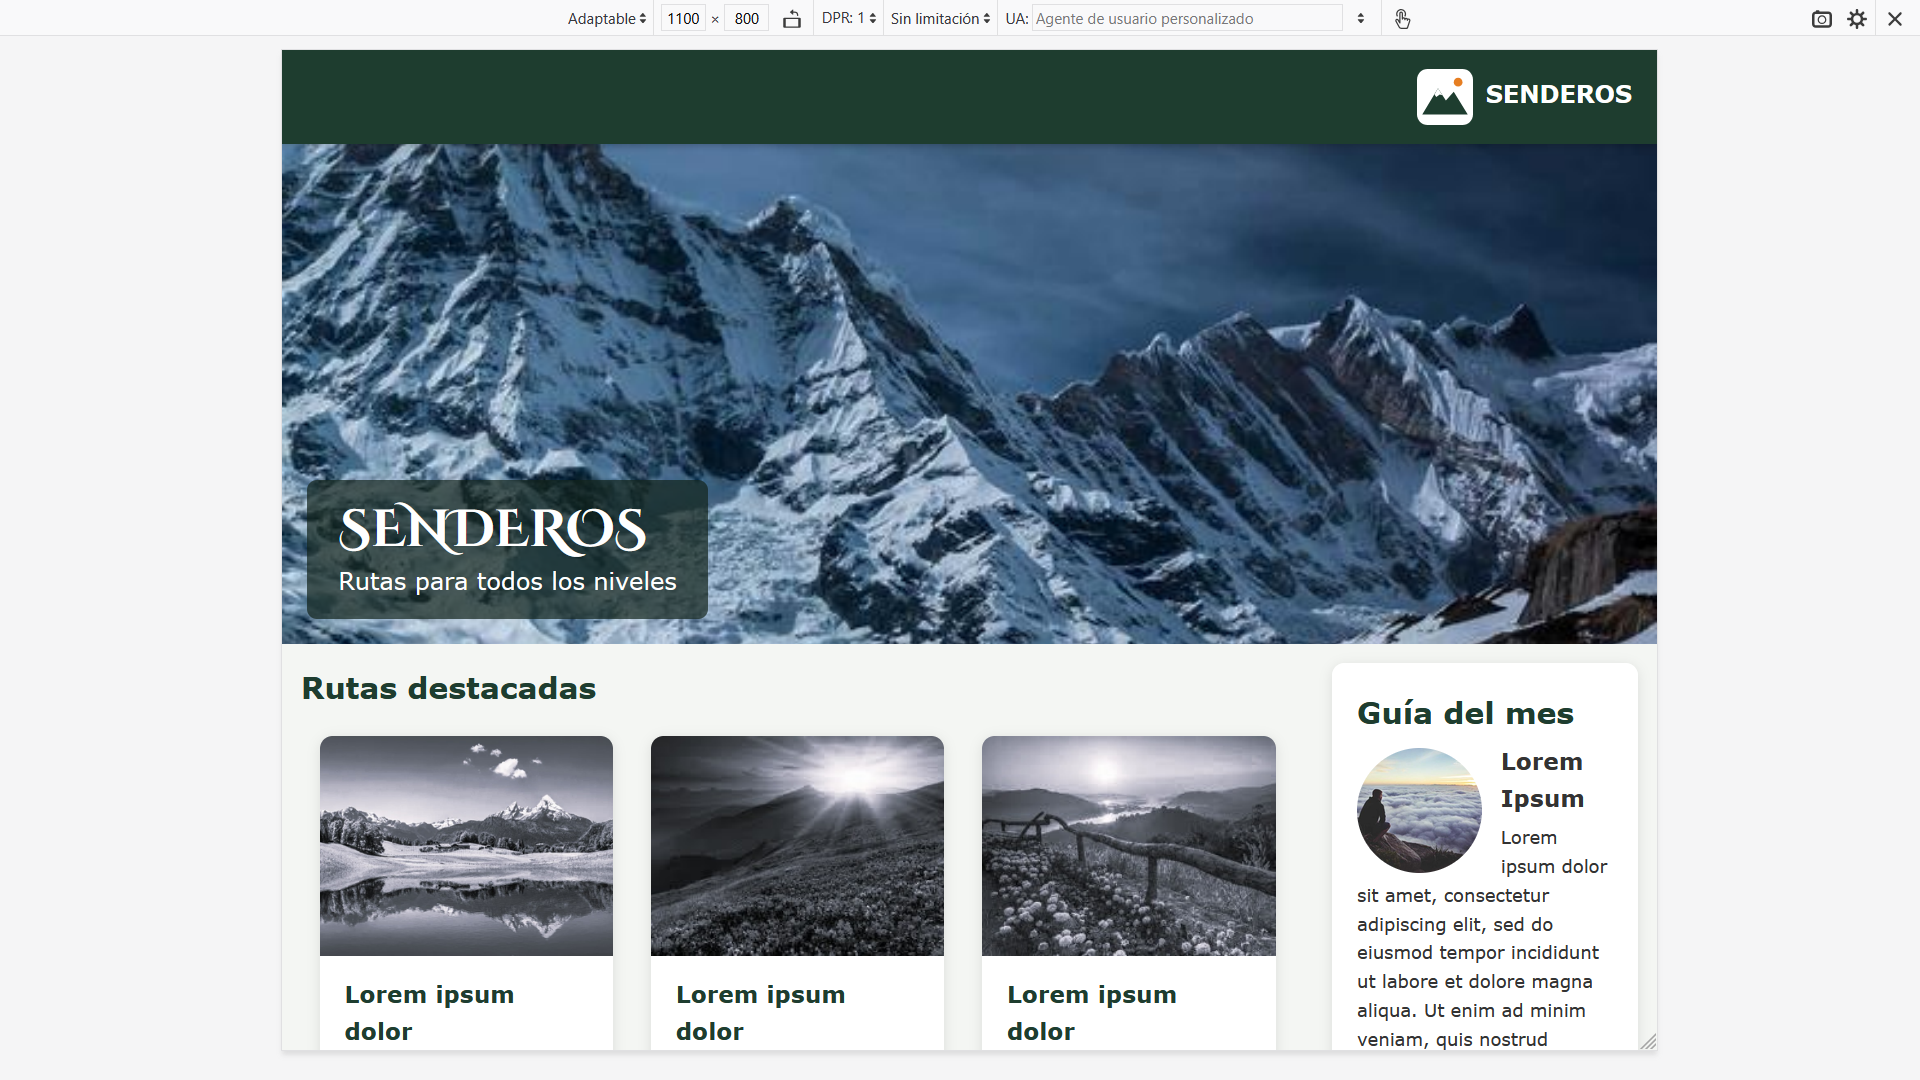 Adaptable 1100 × 800 DPR: 1 Sin limitación UA: Agente de usuario personalizado
SENDEROS
SENDEROS
Rutas para todos los niveles
Rutas destacadas
Lorem ipsum
dolor
Lorem ipsum
dolor
Lorem ipsum
dolor
Guía del mes
Lorem
Ipsum
Lorem
ipsum dolor
sit amet, consectetur
adipiscing elit, sed do
eiusmod tempor incididunt
ut labore et dolore magna
aliqua. Ut enim ad minim
veniam, quis nostrud